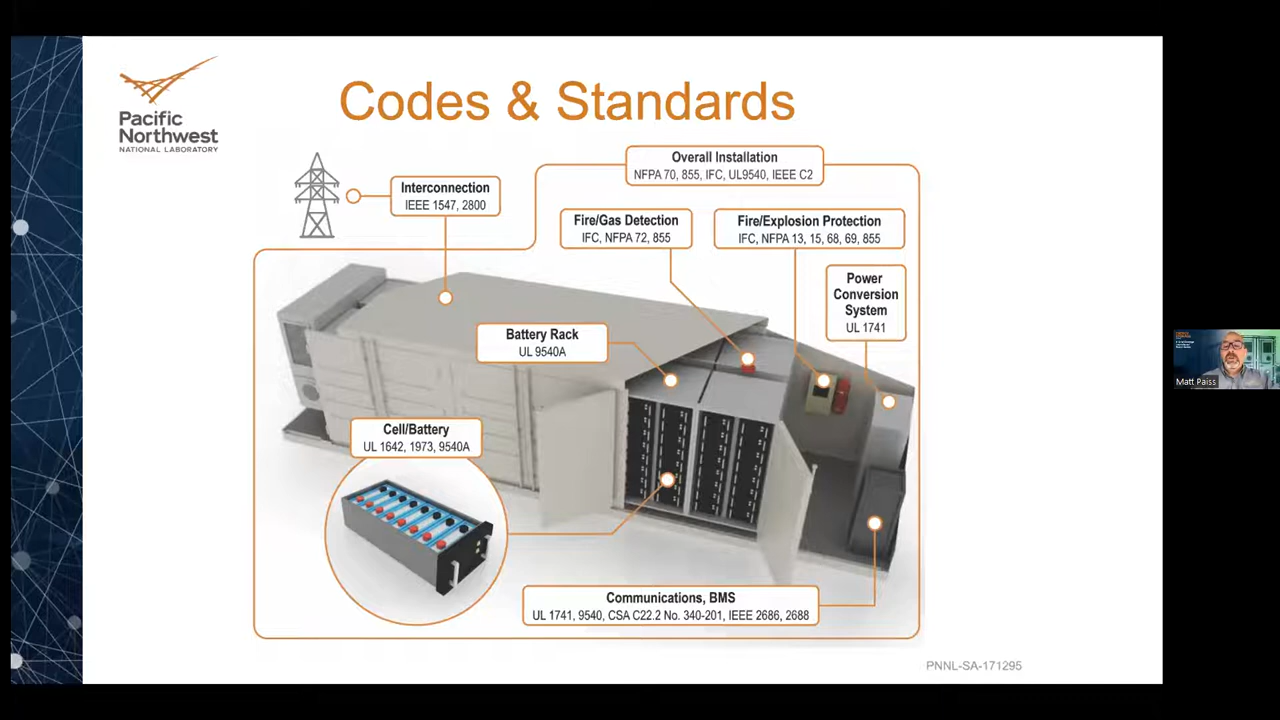 Pacific
Northwest
NATIONAL LABORATORY
Codes & Standards
Overall Installation
NFPA 70, 855, IFC, UL9540, IEEE C2
Interconnection
IEEE 1547, 2800
Fire/Gas Detection
IFC, NFPA 72, 855
Fire/Explosion Protection
IFC, NFPA 13, 15, 68, 69, 855
Power
Conversion
System
UL 1741
Battery Rack
UL 9540A
Cell/Battery
UL 1642, 1973, 9540A
Communications, BMS
UL 1741, 9540, CSA C22.2 No. 340-201, IEEE 2686, 2688
PNNL-SA-171295
Matt Paiss